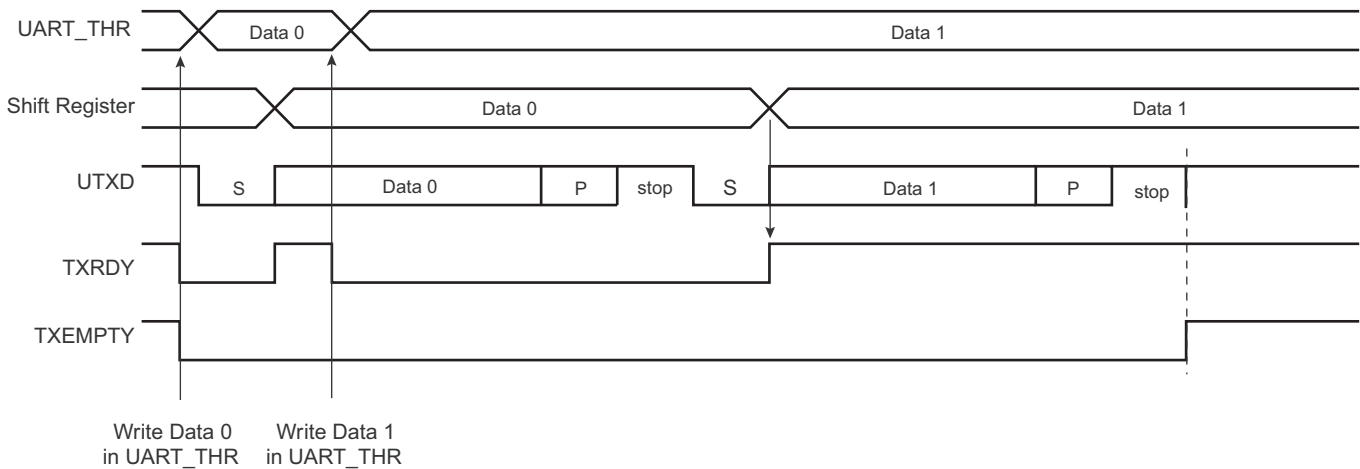 UART_THR Data 0 Data 1
Shift Register Data 0 Data 1
UTXD S Data 0 P stop S Data 1 P stop
TXRDY
TXEMPTY
Write Data 0 Write Data 1
in UART_THR in UART_THR